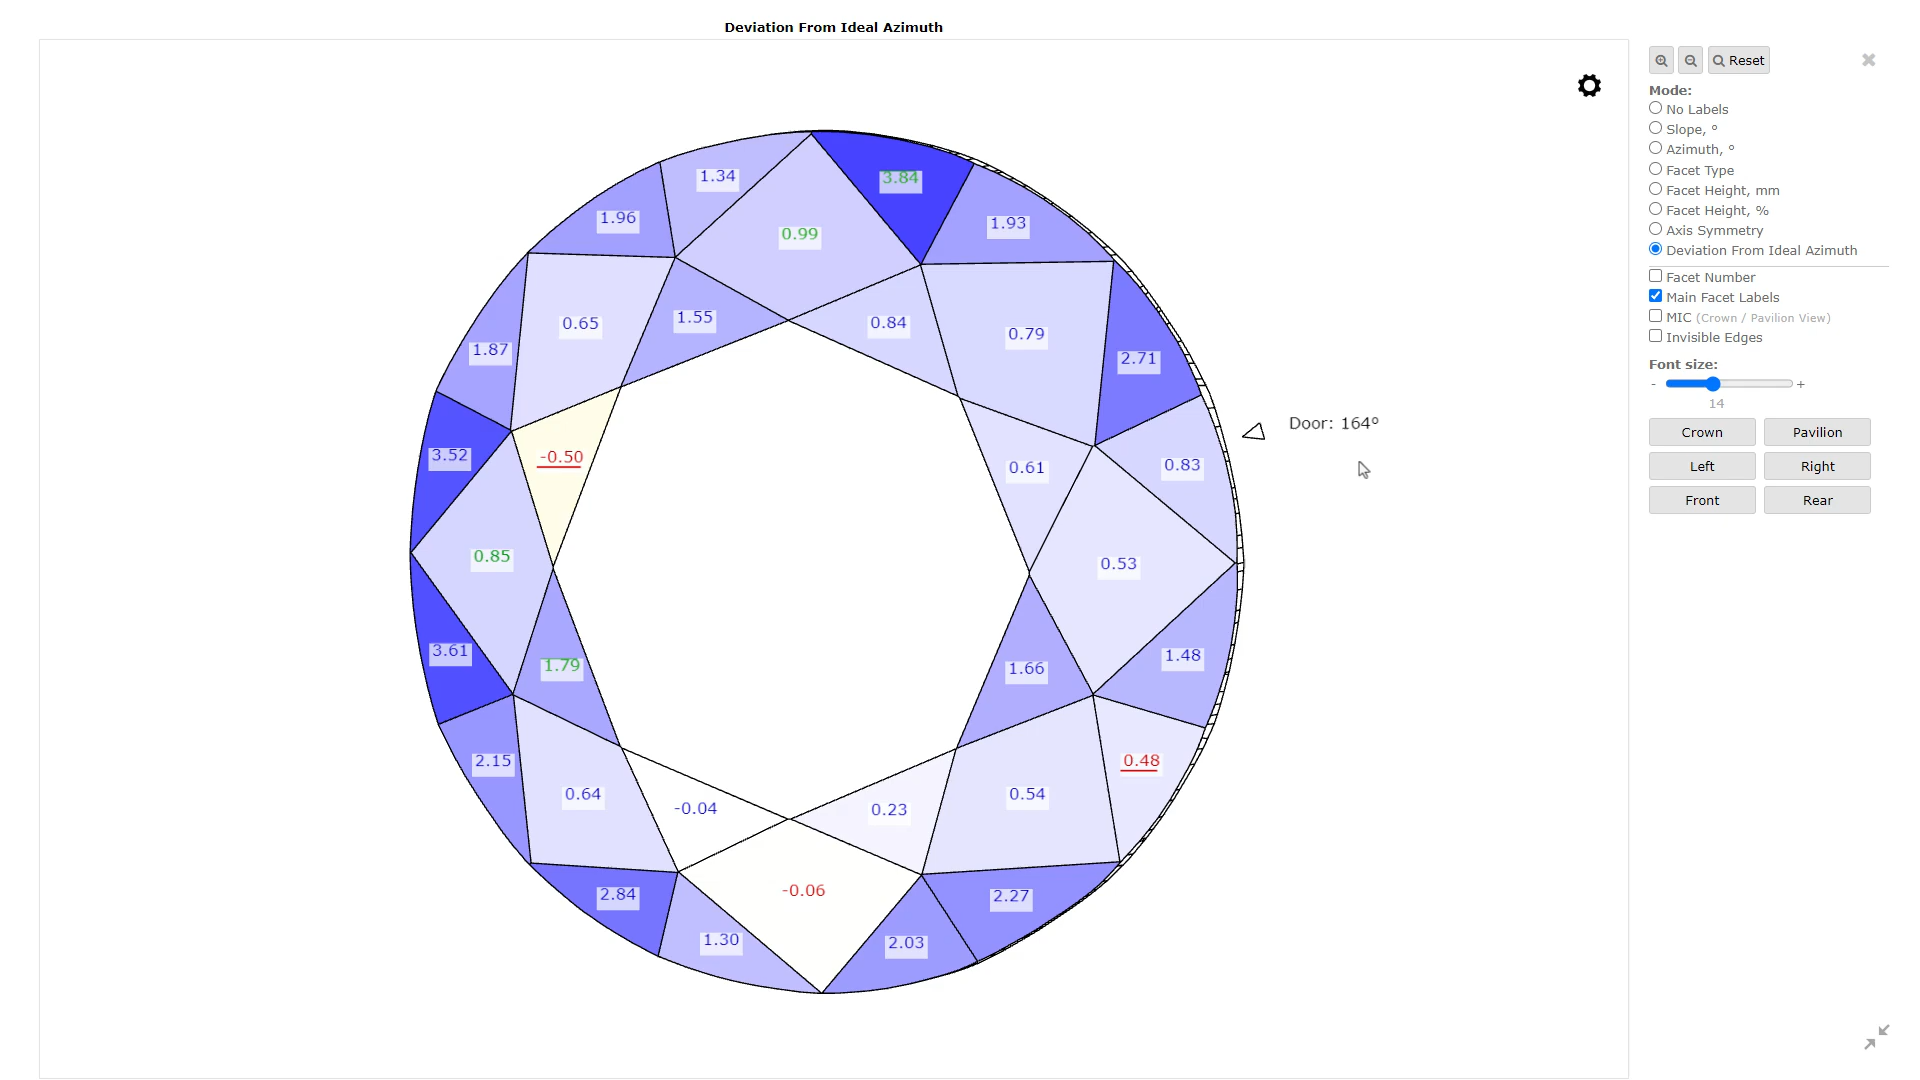 Deviation From Ideal Azimuth
Reset
Mode:
No Labels
Slope, °
Azimuth, °
Facet Type
Facet Height, mm
Facet Height, %
Axis Symmetry
Deviation From Ideal Azimuth
Facet Number
Main Facet Labels
MIC (Crown / Pavilion View)
Invisible Edges
Font size:
- +
14
Crown Pavilion
Left Right
Front Rear
1.34 3.84
1.96 0.99 1.93
0.65 1.55 0.84 0.79
1.87 2.71
Door: 164°
3.52 -0.50 0.61 0.83
0.85 0.53
3.61 1.79 1.66 1.48
2.15 0.48
0.64 -0.04 0.23 0.54
2.84 -0.06 2.27
1.30 2.03